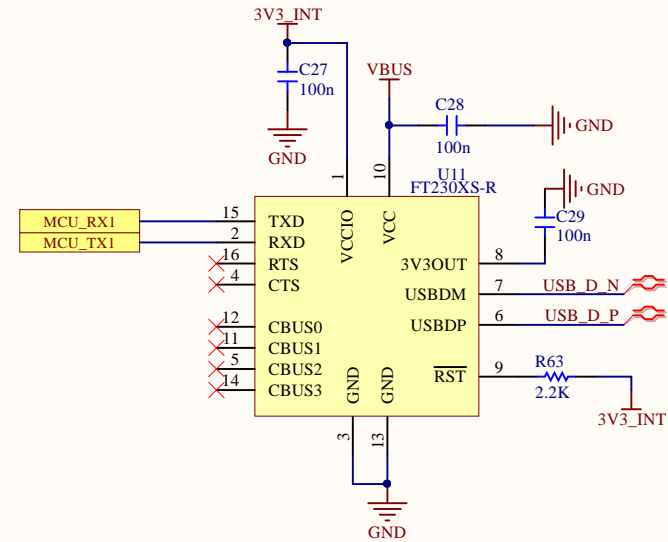 3V3_INT
C27
100n
GND
VBUS
C28
100n
GND
U11
FT230XS-R
GND
C29
100n
1
10
VCCIO
VCC
MCU_RX1
15
TXD
MCU_TX1
2
RXD
16
RTS
4
CTS
3V3OUT
8
USBDM
7
USB_D_N
USBDP
6
USB_D_P
12
CBUS0
11
CBUS1
5
CBUS2
14
CBUS3
RST
9
R63
2.2K
3V3_INT
GND
GND
3
13
GND